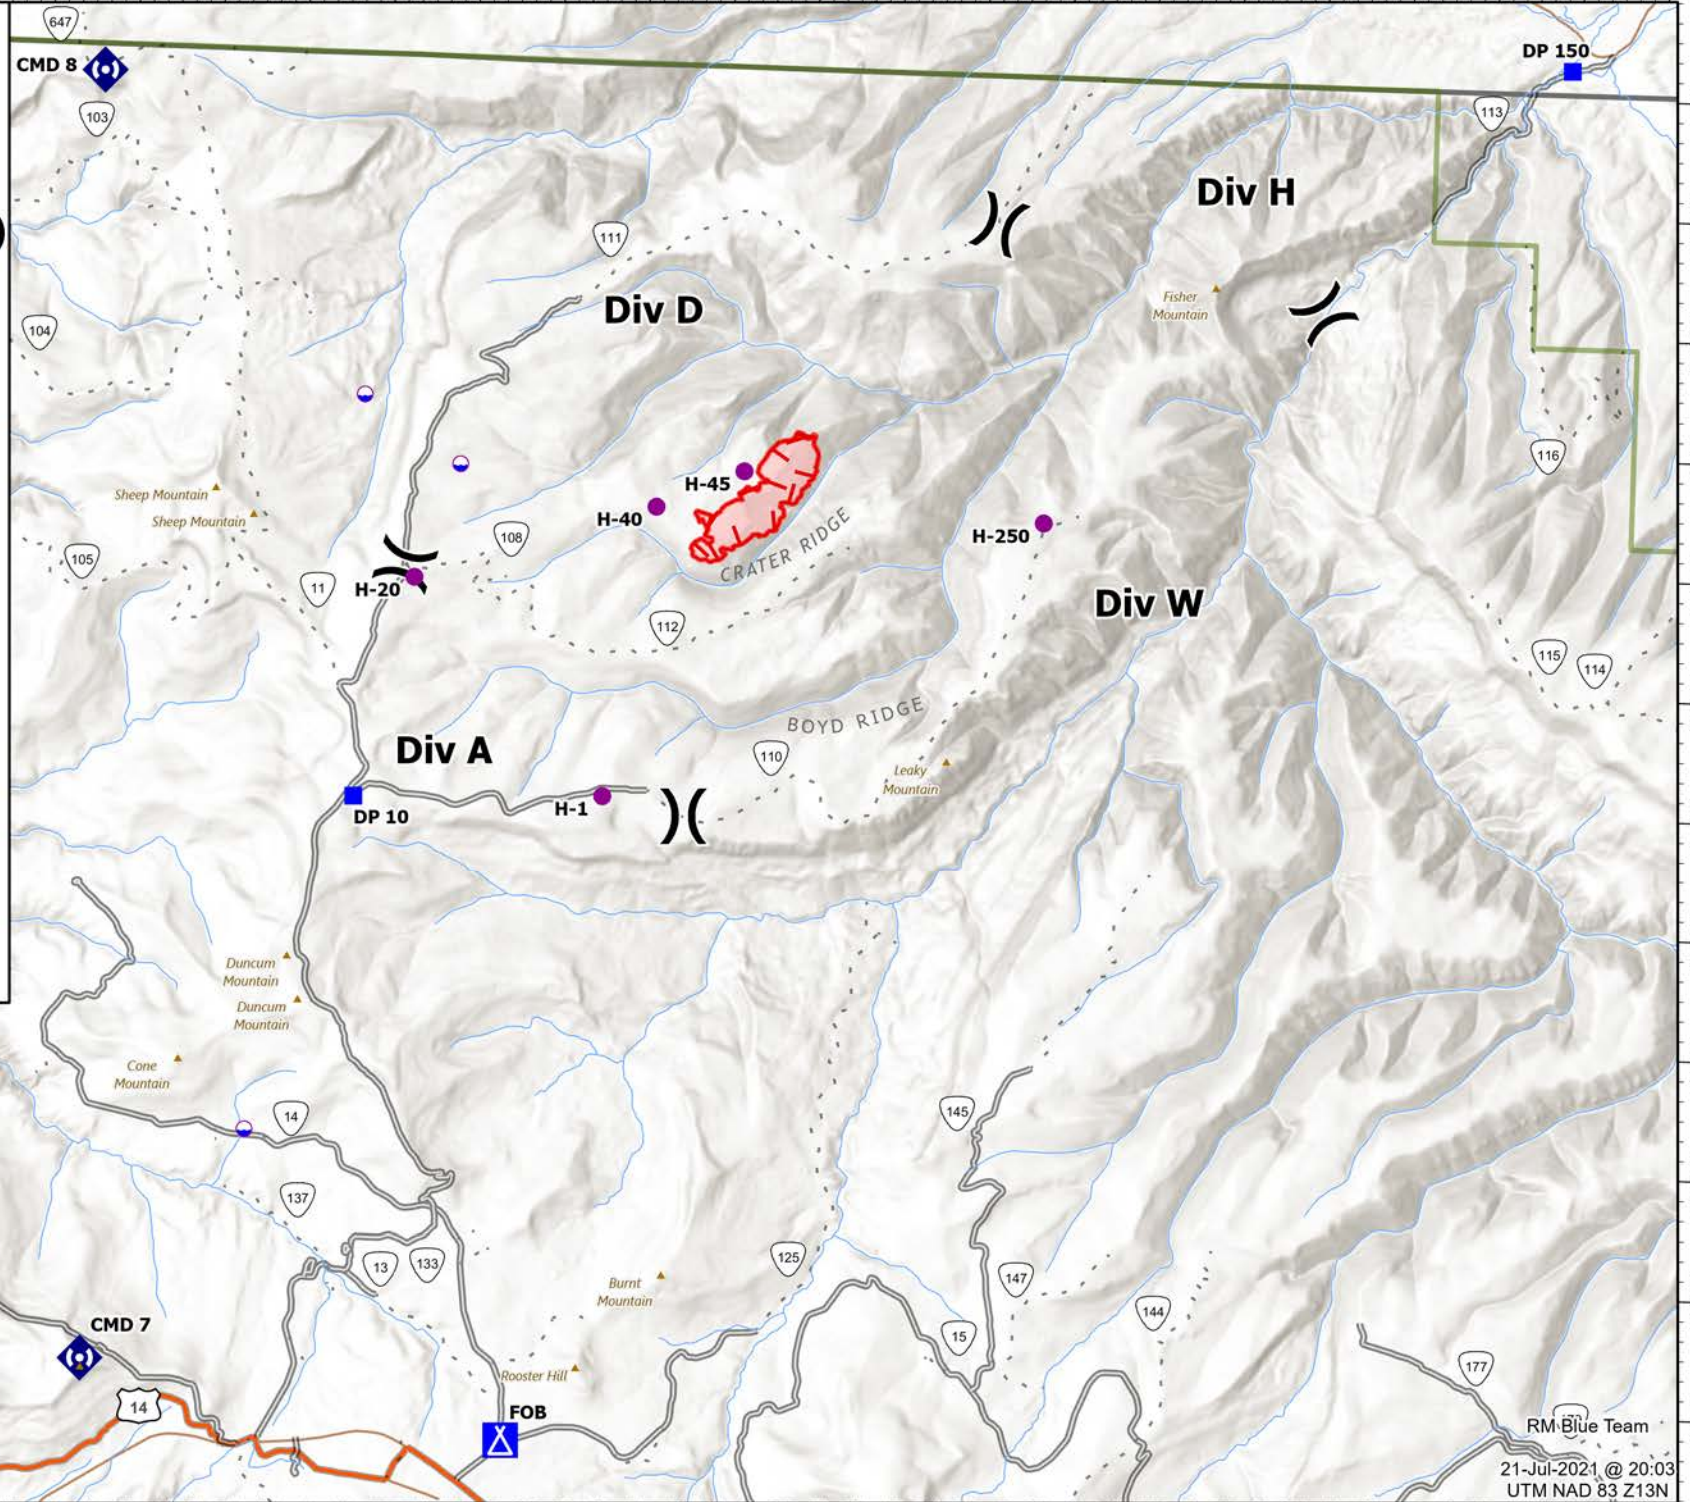 647
CMD 8
DP 150
103
113
Div H
111
104
Div D
Fisher
Mountain
116
H-45
Sheep Mountain
H-40
Sheep Mountain
108
H-250
CRATER RIDGE
105
11
H-20
Div W
112
115
114
BOYD RIDGE
Div A
110
Leaky
Mountain
H-1
DP 10
Duncum
Mountain
Duncum
Mountain
Cone
Mountain
14
145
137
13
133
125
147
Burnt
Mountain
144
CMD 7
15
177
Rooster Hill
14
FOB
RM Blue Team
21-Jul-2021 @ 20:03
UTM NAD 83 Z13N